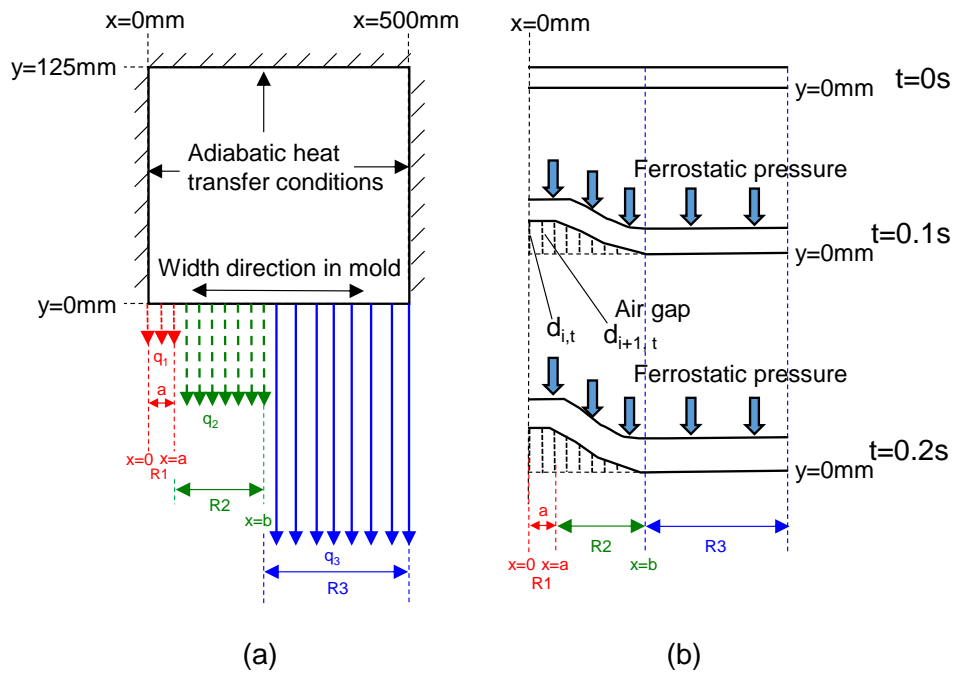 x=0mm
x=500mm
y=125mm
Adiabatic heat
transfer conditions
Width direction in mold
y=0mm
q1
a
q2
x=0
x=a
R1
R2
x=b
q3
R3
(a)
x=0mm
y=0mm
t=0s
Ferrostatic pressure
y=0mm
t=0.1s
Air gap
di,t
di+1, t
Ferrostatic pressure
y=0mm
t=0.2s
a
R2
R3
x=0
x=a
x=b
R1
(b)